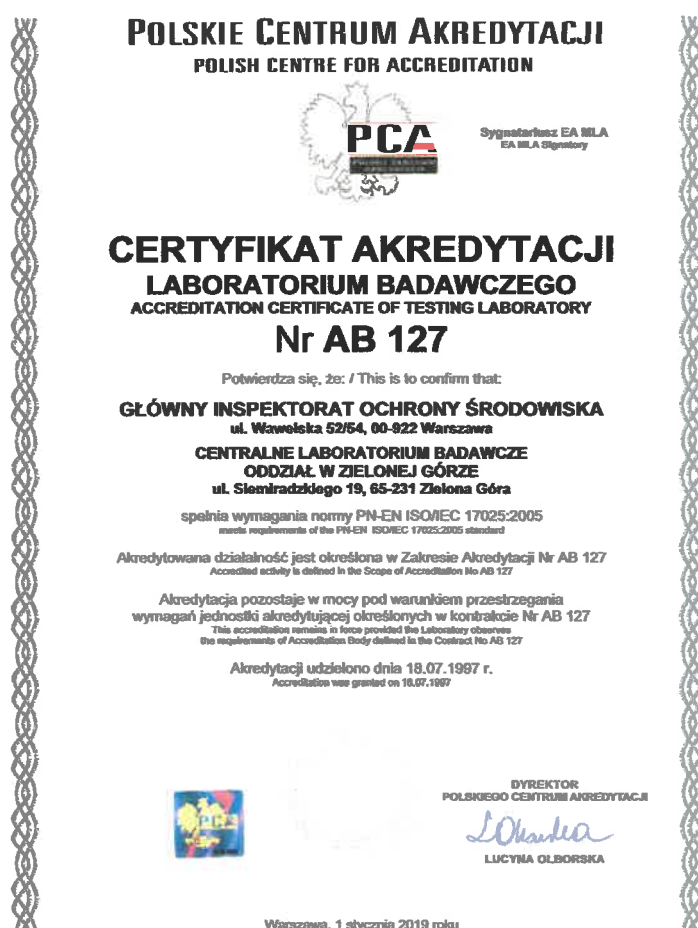 POLSKIE CENTRUM AKREDYTACJI
POLISH CENTRE FOR ACCREDITATION
PCA
POLSKIE CENTRUM
AKREDYTACJI
Sygnatariusz EA MLA
EA MLA Signatory
CERTYFIKAT AKREDYTACJI
LABORATORIUM BADAWCZEGO
ACCREDITATION CERTIFICATE OF TESTING LABORATORY
Nr AB 127
Potwierdza się, że: / This is to confirm that:
GŁÓWNY INSPEKTORAT OCHRONY ŚRODOWISKA
ul. Wawelska 52/54, 00-922 Warszawa
CENTRALNE LABORATORIUM BADAWCZE
ODDZIAŁ W ZIELONEJ GÓRZE
ul. Siemiradzkiego 19, 65-231 Zielona Góra
spełnia wymagania normy PN-EN ISO/IEC 17025:2005
meets requirements of the PN-EN ISO/IEC 17025:2005 standard
Akredytowana działalność jest określona w Zakresie Akredytacji Nr AB 127
Accredited activity is defined in the Scope of Accreditation No AB 127
Akredytacja pozostaje w mocy pod warunkiem przestrzegania
wymagań jednostki akredytującej określonych w kontrakcie Nr AB 127
This accreditation remains in force provided the Laboratory observes
the requirements of Accreditation Body defined in the Contract No AB 127
Akredytacji udzielono dnia 18.07.1997 r.
Accreditation was granted on 18.07.1997
DYREKTOR
POLSKIEGO CENTRUM AKREDYTACJI
LUCYNA OLBORSKA
Warszawa, 1 stycznia 2019 roku